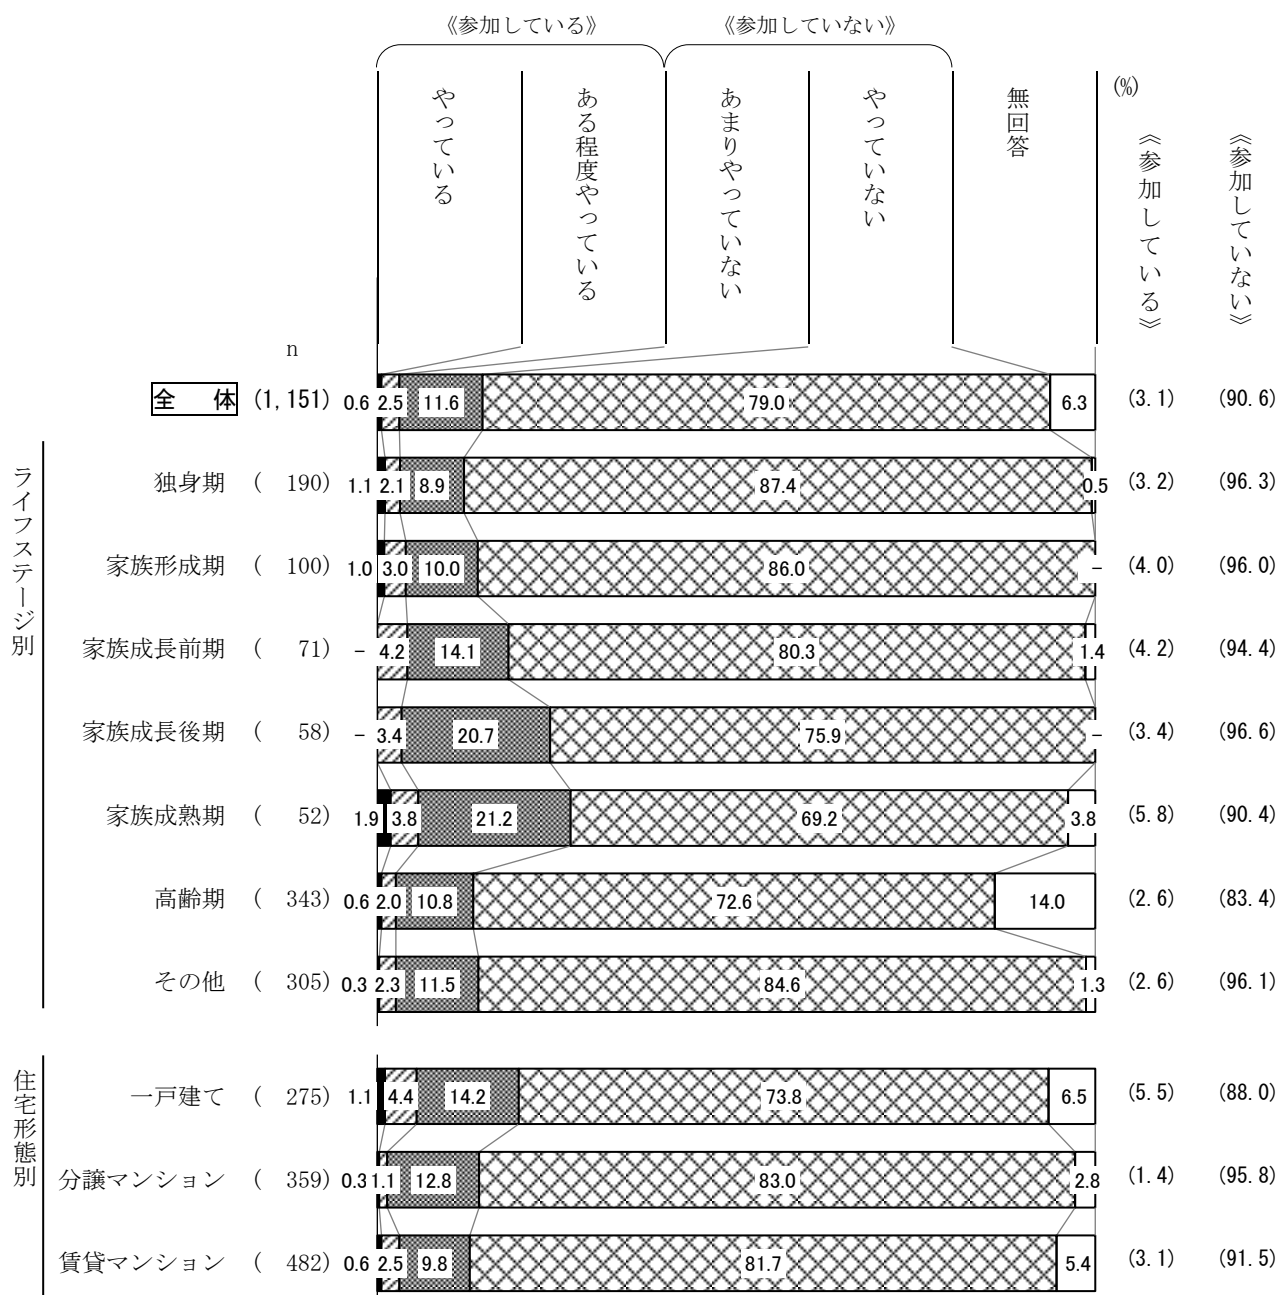 《参加している》 《参加していない》
(%)
やっている
ある程度やっている
あまりやっていない
やっていない
無回答
《参加している》
《参加していない》
n
全 体 (1,151) 0.6 2.5 11.6 79.0 6.3 (3.1) (90.6)
ライフステージ別
独身期 ( 190) 1.1 2.1 8.9 87.4 0.5 (3.2) (96.3)
家族形成期 ( 100) 1.0 3.0 10.0 86.0 - (4.0) (96.0)
家族成長前期 ( 71) - 4.2 14.1 80.3 1.4 (4.2) (94.4)
家族成長後期 ( 58) - 3.4 20.7 75.9 - (3.4) (96.6)
家族成熟期 ( 52) 1.9 3.8 21.2 69.2 3.8 (5.8) (90.4)
高齢期 ( 343) 0.6 2.0 10.8 72.6 14.0 (2.6) (83.4)
その他 ( 305) 0.3 2.3 11.5 84.6 1.3 (2.6) (96.1)
住宅形態別
一戸建て ( 275) 1.1 4.4 14.2 73.8 6.5 (5.5) (88.0)
分譲マンション ( 359) 0.3 1.1 12.8 83.0 2.8 (1.4) (95.8)
賃貸マンション ( 482) 0.6 2.5 9.8 81.7 5.4 (3.1) (91.5)